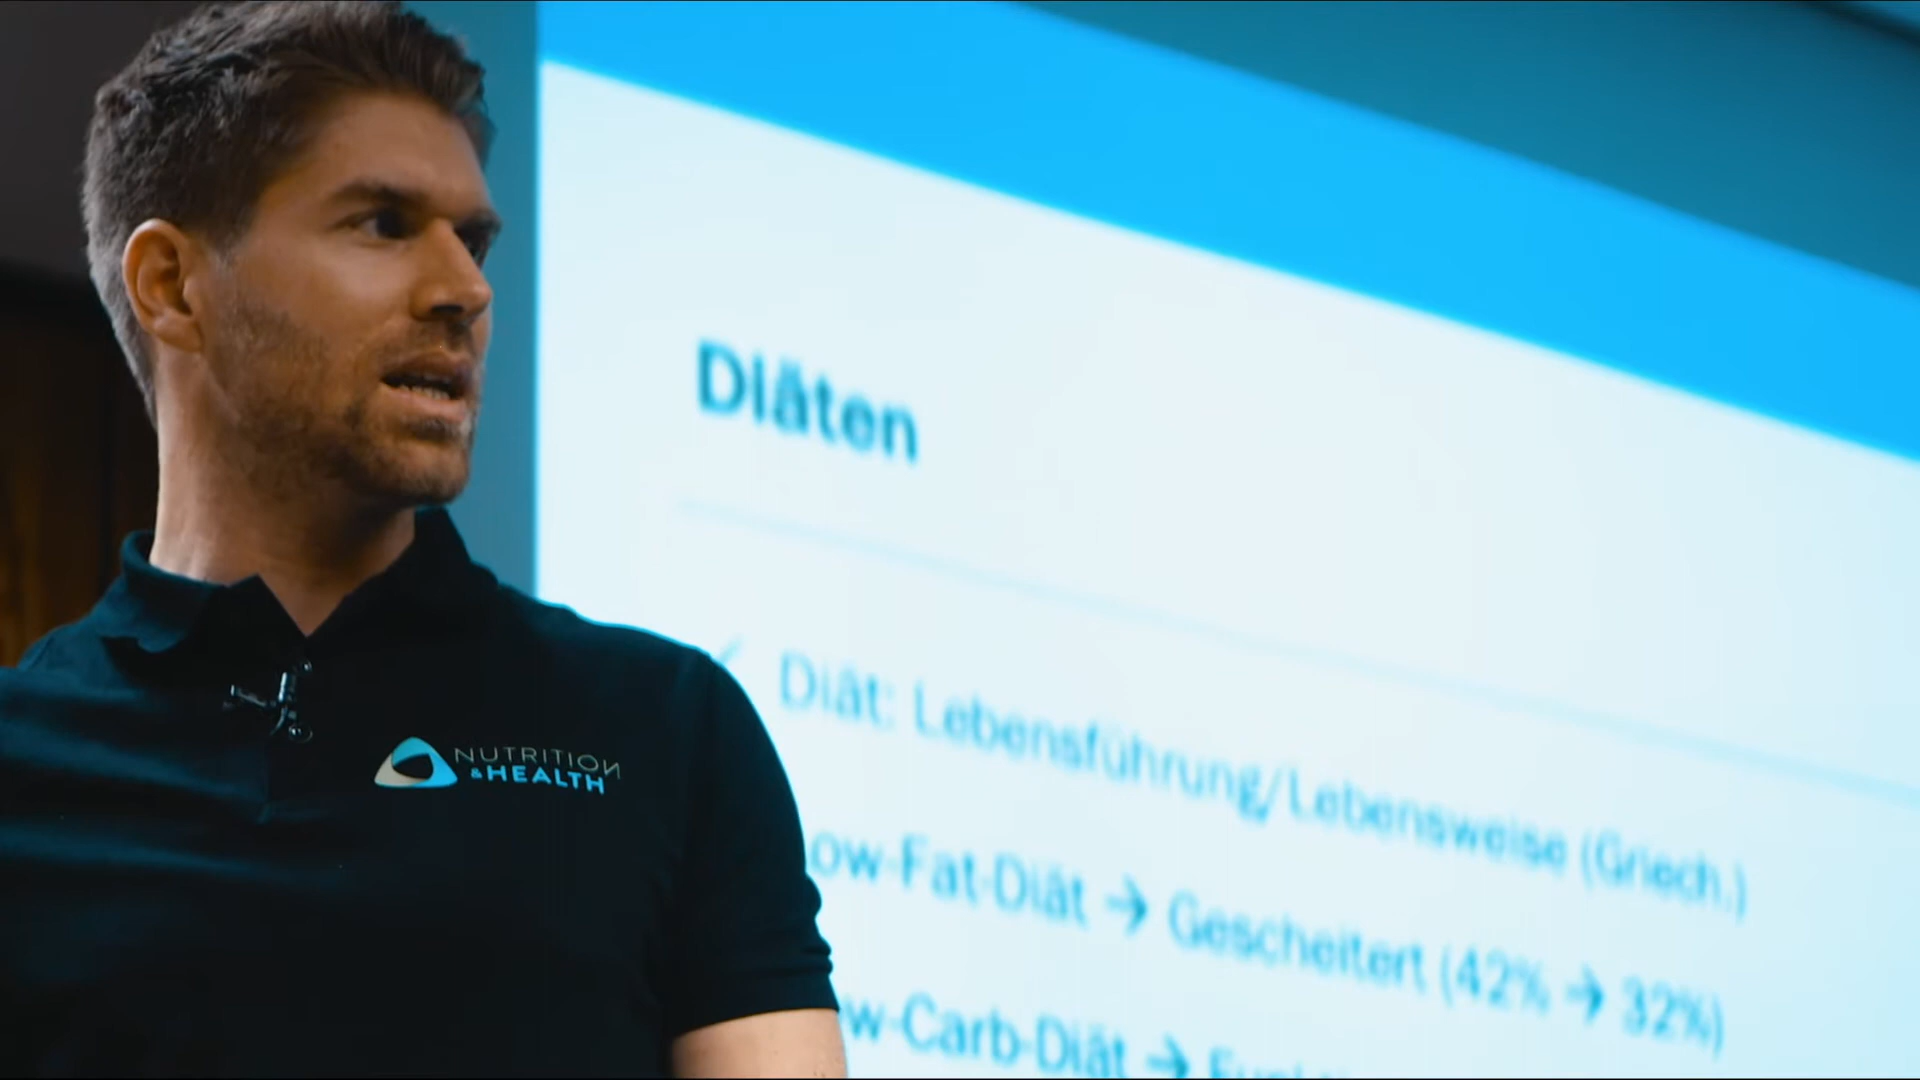 NUTRITION
&HEALTH
Diäten
Diät: Lebensführung/Lebensweise (Griech.)
ow-Fat-Diät → Gescheitert (42% → 32%)
w-Carb-Diät →